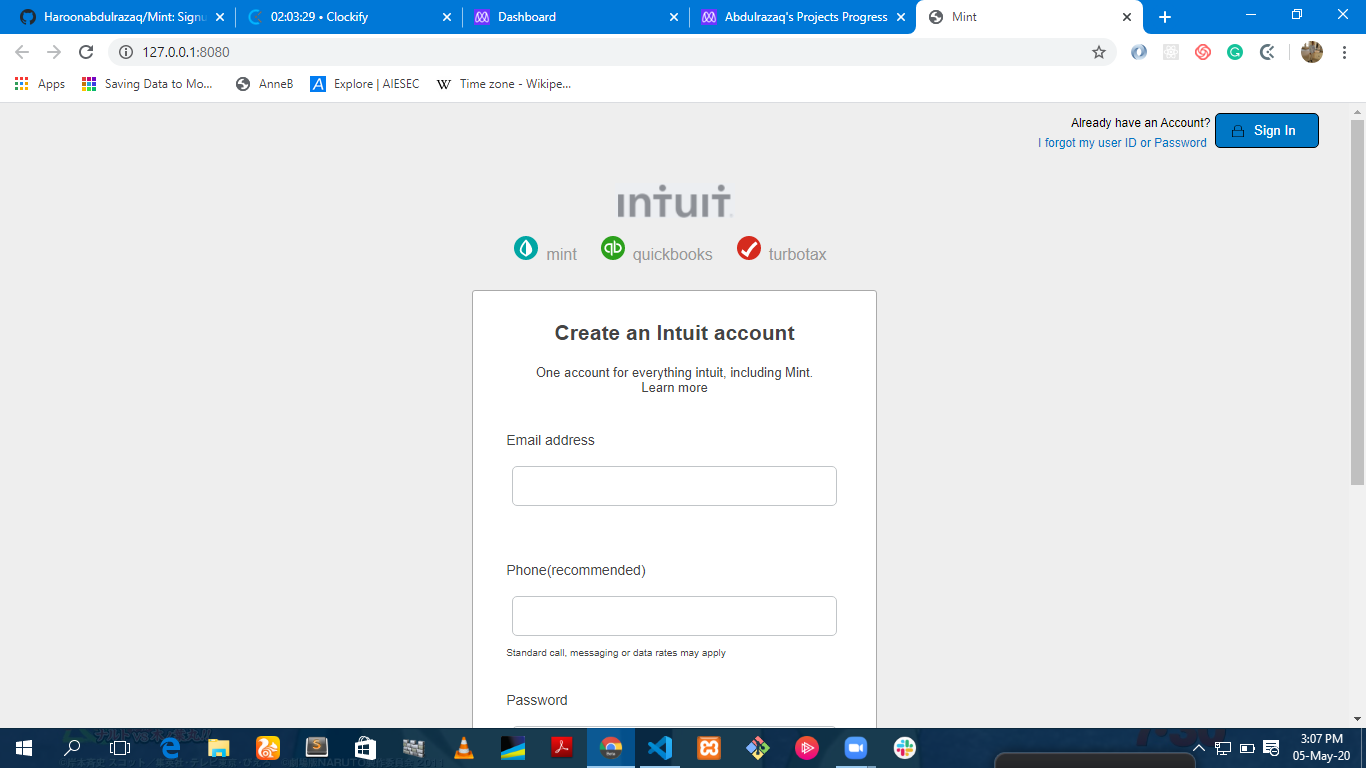 Haroonabdulrazaq/Mint: Signu
02:03:29 • Clockify
Dashboard
Abdulrazaq's Projects Progress
Mint
127.0.0.1:8080
Apps
Saving Data to Mo...
AnneB
Explore | AIESEC
Time zone - Wikipe...
Already have an Account?
I forgot my user ID or Password
Sign In
intuit
mint
qb
quickbooks
turbotax
Create an Intuit account
One account for everything intuit, including Mint.
Learn more
Email address
Phone(recommended)
Standard call, messaging or data rates may apply
Password
3:07 PM
05-May-20